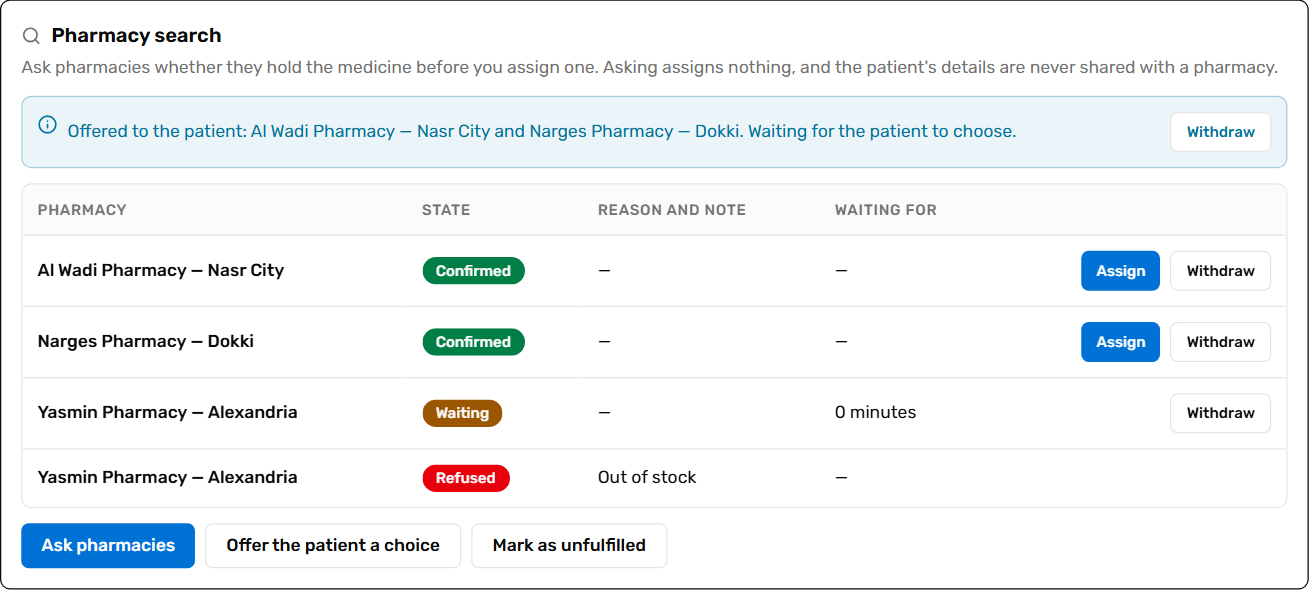 Pharmacy search
Ask pharmacies whether they hold the medicine before you assign one. Asking assigns nothing, and the patient's details are never shared with a pharmacy.
Offered to the patient: Al Wadi Pharmacy — Nasr City and Narges Pharmacy — Dokki. Waiting for the patient to choose. Withdraw
PHARMACY STATE REASON AND NOTE WAITING FOR
Al Wadi Pharmacy — Nasr City Confirmed — — Assign Withdraw
Narges Pharmacy — Dokki Confirmed — — Assign Withdraw
Yasmin Pharmacy — Alexandria Waiting — 0 minutes Withdraw
Yasmin Pharmacy — Alexandria Refused Out of stock —
Ask pharmacies Offer the patient a choice Mark as unfulfilled